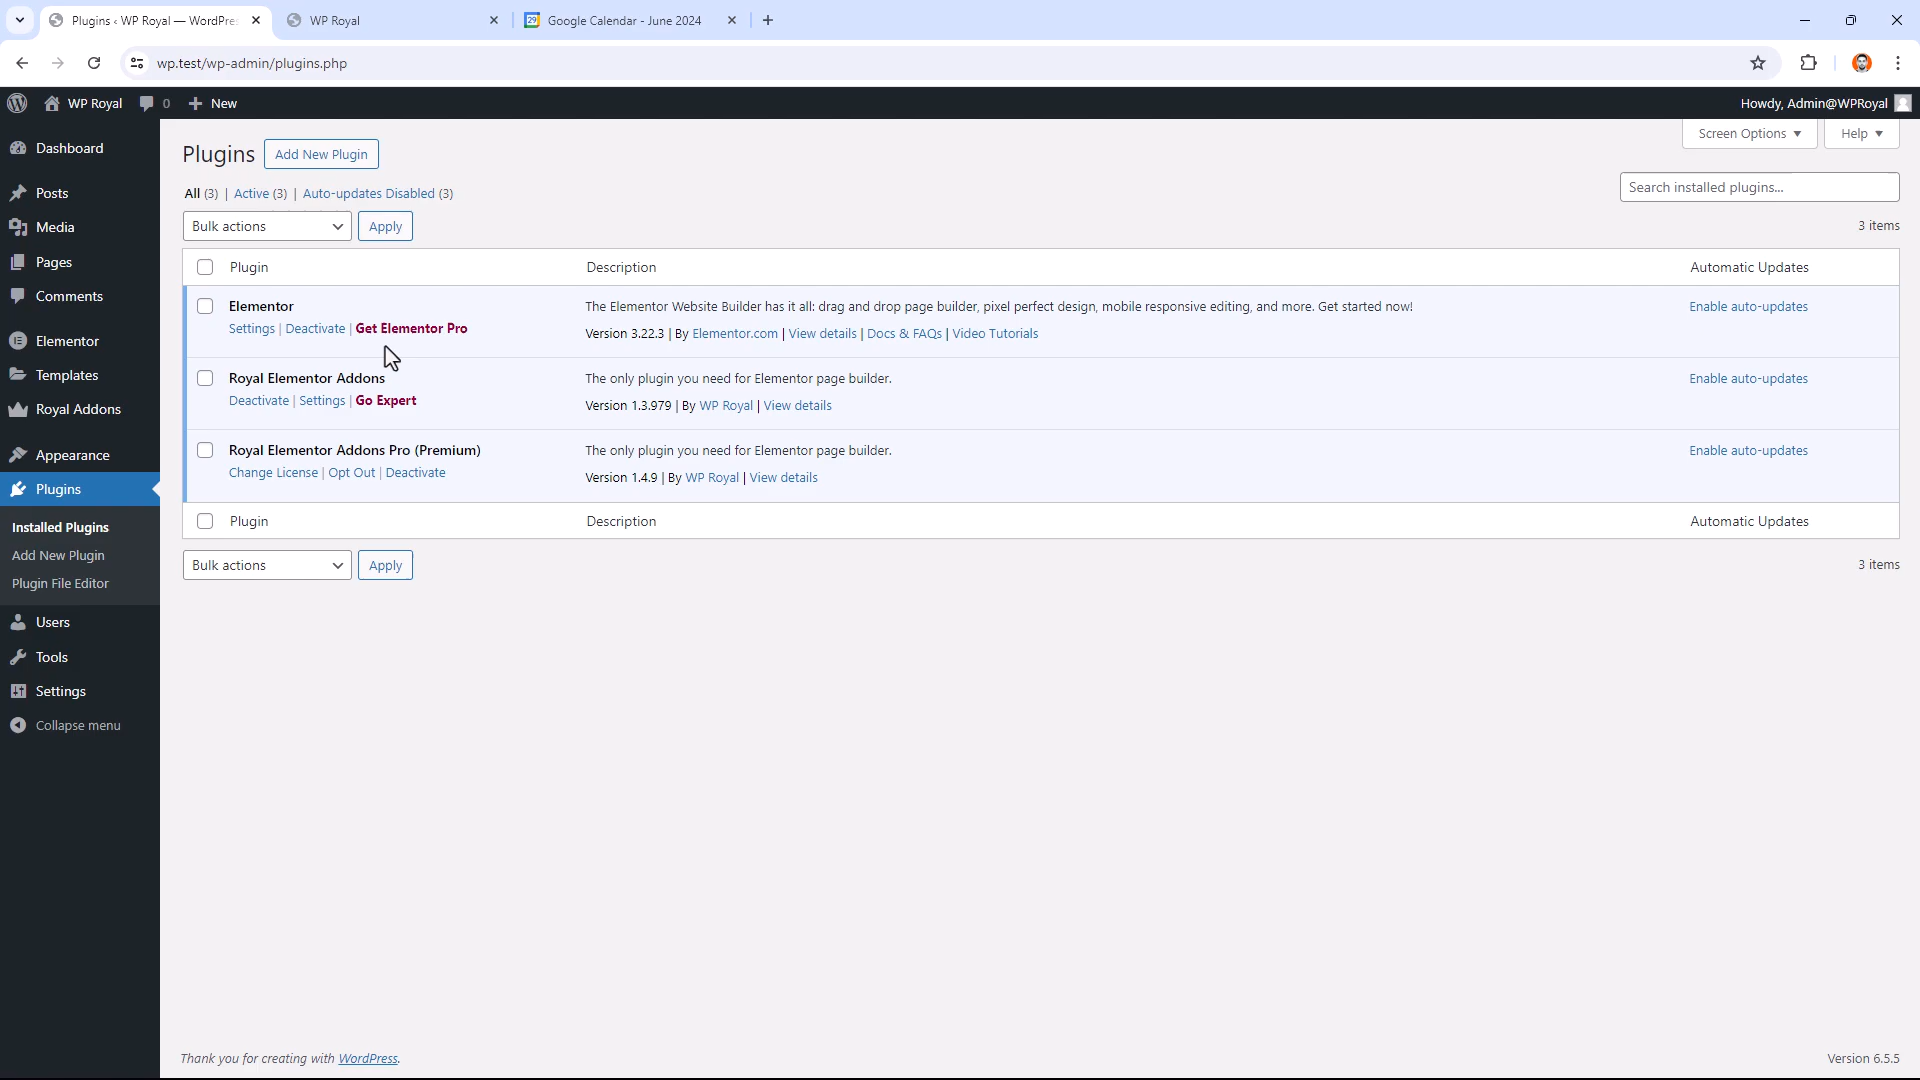 Plugins ‹ WP Royal — WordPre
WP Royal
Google Calendar - June 2024
wp.test/wp-admin/plugins.php
WP Royal 0 New
Howdy, Admin@WPRoyal
Dashboard
Posts
Media
Pages
Comments
Elementor
Templates
Royal Addons
Appearance
Plugins
Installed Plugins
Add New Plugin
Plugin File Editor
Users
Tools
Settings
Collapse menu
Screen Options
Help
Plugins Add New Plugin
All (3) | Active (3) | Auto-updates Disabled (3)
Search installed plugins...
Bulk actions Apply
3 items
Plugin Description Automatic Updates
Elementor
Settings | Deactivate | Get Elementor Pro
The Elementor Website Builder has it all: drag and drop page builder, pixel perfect design, mobile responsive editing, and more. Get started now!
Version 3.22.3 | By Elementor.com | View details | Docs & FAQs | Video Tutorials
Enable auto-updates
Royal Elementor Addons
Deactivate | Settings | Go Expert
The only plugin you need for Elementor page builder.
Version 1.3.979 | By WP Royal | View details
Enable auto-updates
Royal Elementor Addons Pro (Premium)
Change License | Opt Out | Deactivate
The only plugin you need for Elementor page builder.
Version 1.4.9 | By WP Royal | View details
Enable auto-updates
Plugin Description Automatic Updates
Bulk actions Apply
3 items
Thank you for creating with WordPress.
Version 6.5.5